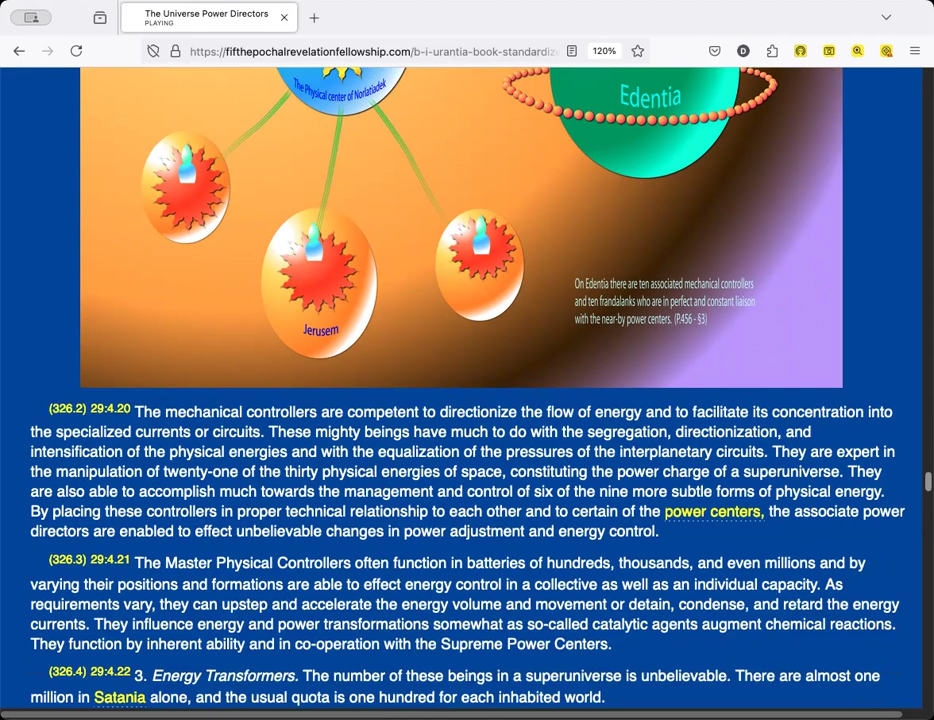 The Universe Power Directors
PLAYING
https://fifthepochalrevelationfellowship.com/b-i-urantia-book-standardiz
120%
The Physical center of Norlatiadek
Edentia
On Edentia there are ten associated mechanical controllers
and ten frandalanks who are in perfect and constant liaison
with the near-by power centers. (P.456 - §3)
Jerusem
(326.2) 29:4.20 The mechanical controllers are competent to directionize the flow of energy and to facilitate its concentration into
the specialized currents or circuits. These mighty beings have much to do with the segregation, directionization, and
intensification of the physical energies and with the equalization of the pressures of the interplanetary circuits. They are expert in
the manipulation of twenty-one of the thirty physical energies of space, constituting the power charge of a superuniverse. They
are also able to accomplish much towards the management and control of six of the nine more subtle forms of physical energy.
By placing these controllers in proper technical relationship to each other and to certain of the power centers, the associate power
directors are enabled to effect unbelievable changes in power adjustment and energy control.
(326.3) 29:4.21 The Master Physical Controllers often function in batteries of hundreds, thousands, and even millions and by
varying their positions and formations are able to effect energy control in a collective as well as an individual capacity. As
requirements vary, they can upstep and accelerate the energy volume and movement or detain, condense, and retard the energy
currents. They influence energy and power transformations somewhat as so-called catalytic agents augment chemical reactions.
They function by inherent ability and in co-operation with the Supreme Power Centers.
(326.4) 29:4.22 3. Energy Transformers. The number of these beings in a superuniverse is unbelievable. There are almost one
million in Satania alone, and the usual quota is one hundred for each inhabited world.